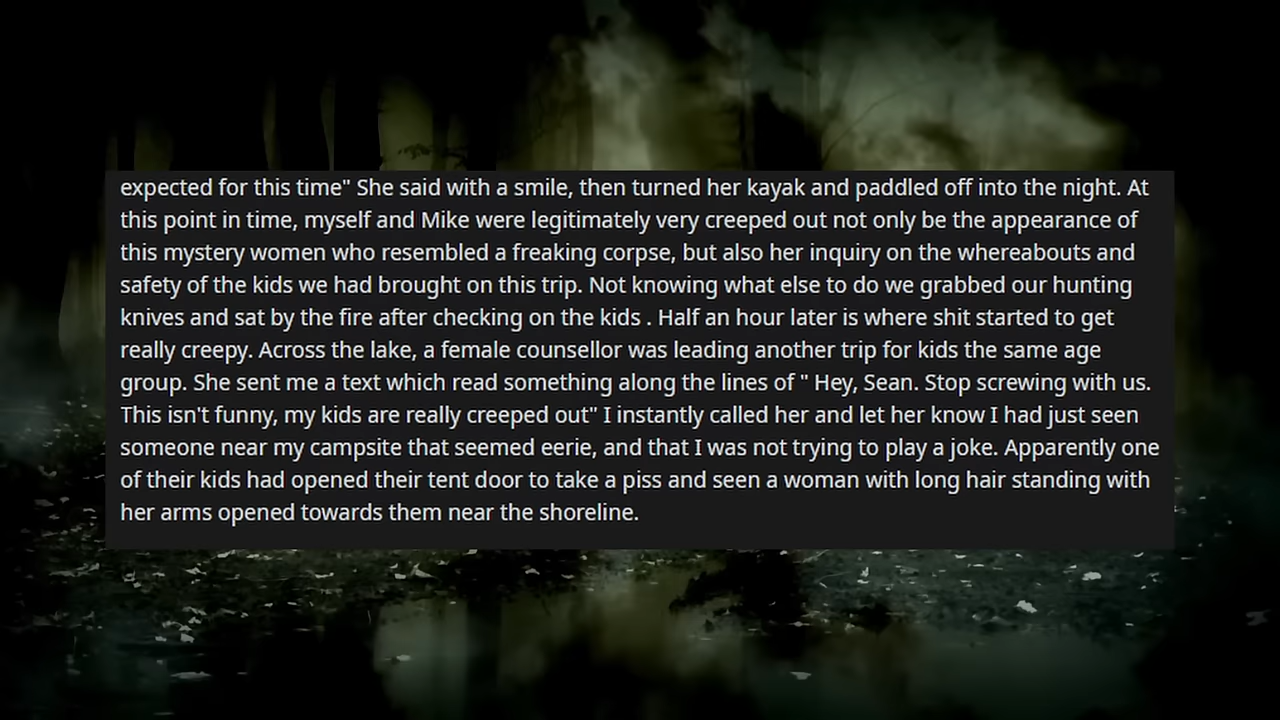 expected for this time" She said with a smile, then turned her kayak and paddled off into the night. At
this point in time, myself and Mike were legitimately very creeped out not only be the appearance of
this mystery women who resembled a freaking corpse, but also her inquiry on the whereabouts and
safety of the kids we had brought on this trip. Not knowing what else to do we grabbed our hunting
knives and sat by the fire after checking on the kids . Half an hour later is where shit started to get
really creepy. Across the lake, a female counsellor was leading another trip for kids the same age
group. She sent me a text which read something along the lines of " Hey, Sean. Stop screwing with us.
This isn't funny, my kids are really creeped out" I instantly called her and let her know I had just seen
someone near my campsite that seemed eerie, and that I was not trying to play a joke. Apparently one
of their kids had opened their tent door to take a piss and seen a woman with long hair standing with
her arms opened towards them near the shoreline.